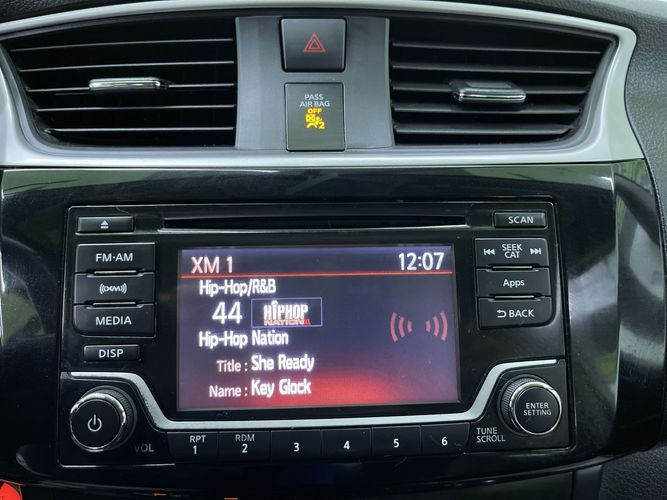 PASS
AIR BAG
OFF
2
SCAN
FM·AM
XM
MEDIA
DISP
XM 1 12:07
Hip-Hop/R&B
44 HIPHOP
NATION
Hip-Hop Nation
Title : She Ready
Name : Key Glock
SEEK
CAT
Apps
BACK
VOL
RPT
1
RDM
2
3
4
5
6
TUNE
SCROLL
ENTER
SETTING